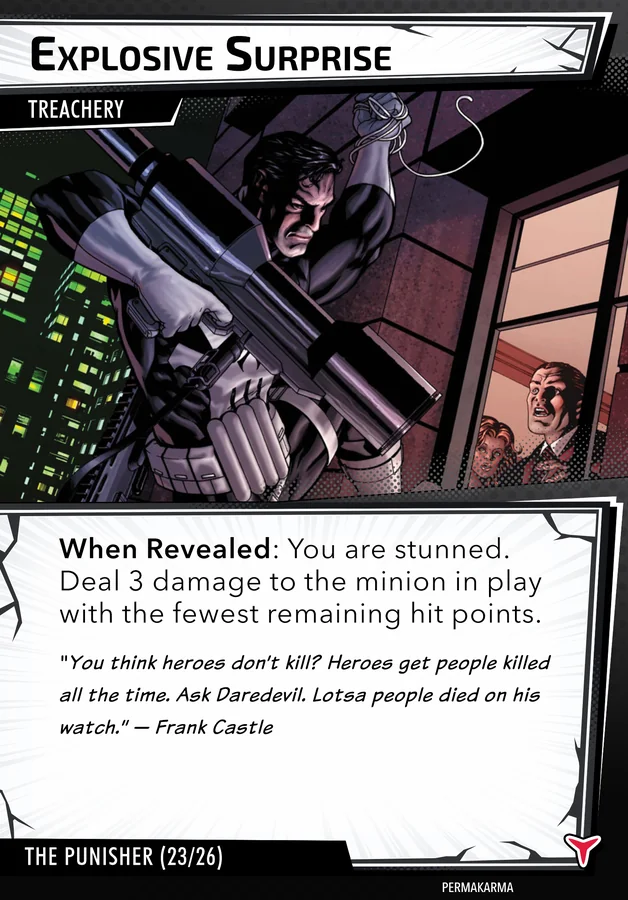 Explosive Surprise
TREACHERY
When Revealed: You are stunned.
Deal 3 damage to the minion in play
with the fewest remaining hit points.
"You think heroes don't kill? Heroes get people killed
all the time. Ask Daredevil. Lotsa people died on his
watch." — Frank Castle
THE PUNISHER (23/26)
PERMAKARMA